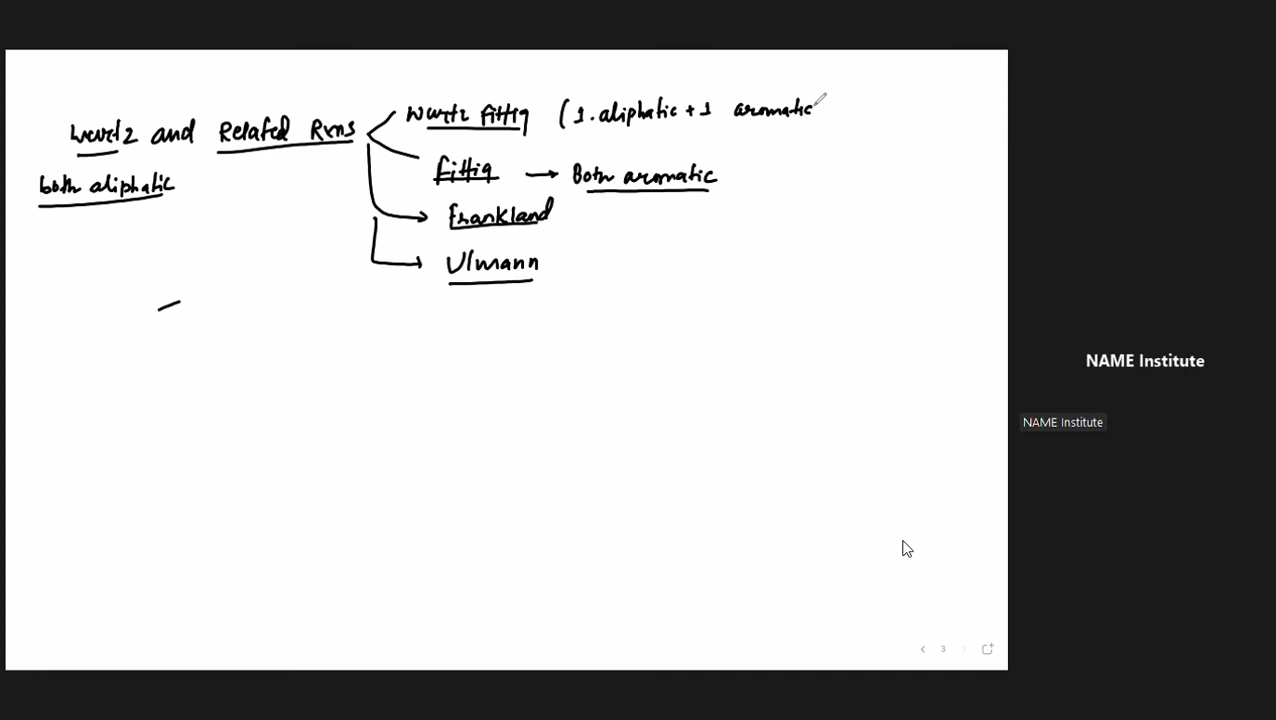 Wurtz and Related Rxns
both aliphatic
Wurtz fittig (1. aliphatic + 1 aromatic
fittig → Both aromatic
Frankland
Ulmann
NAME Institute
NAME Institute
3